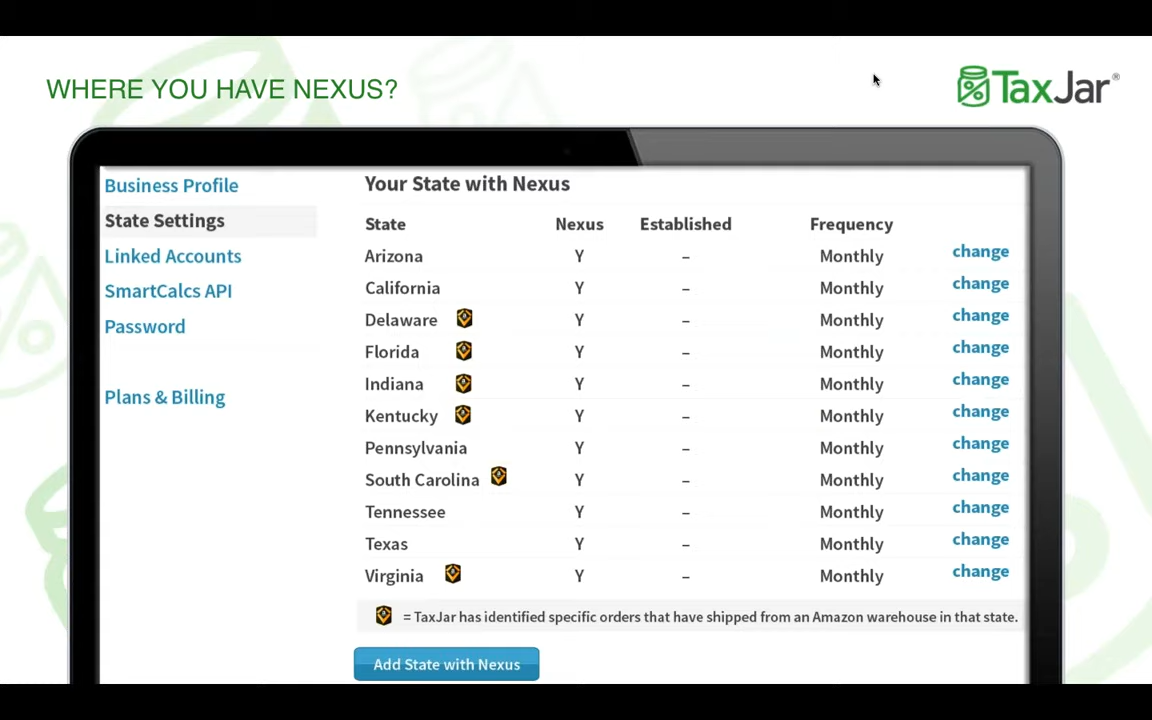 WHERE YOU HAVE NEXUS?
TaxJar®
Business Profile
State Settings
Linked Accounts
SmartCalcs API
Password
Plans & Billing
Your State with Nexus
State Nexus Established Frequency
Arizona Y – Monthly change
California Y – Monthly change
Delaware Y – Monthly change
Florida Y – Monthly change
Indiana Y – Monthly change
Kentucky Y – Monthly change
Pennsylvania Y – Monthly change
South Carolina Y – Monthly change
Tennessee Y – Monthly change
Texas Y – Monthly change
Virginia Y – Monthly change
= TaxJar has identified specific orders that have shipped from an Amazon warehouse in that state.
Add State with Nexus